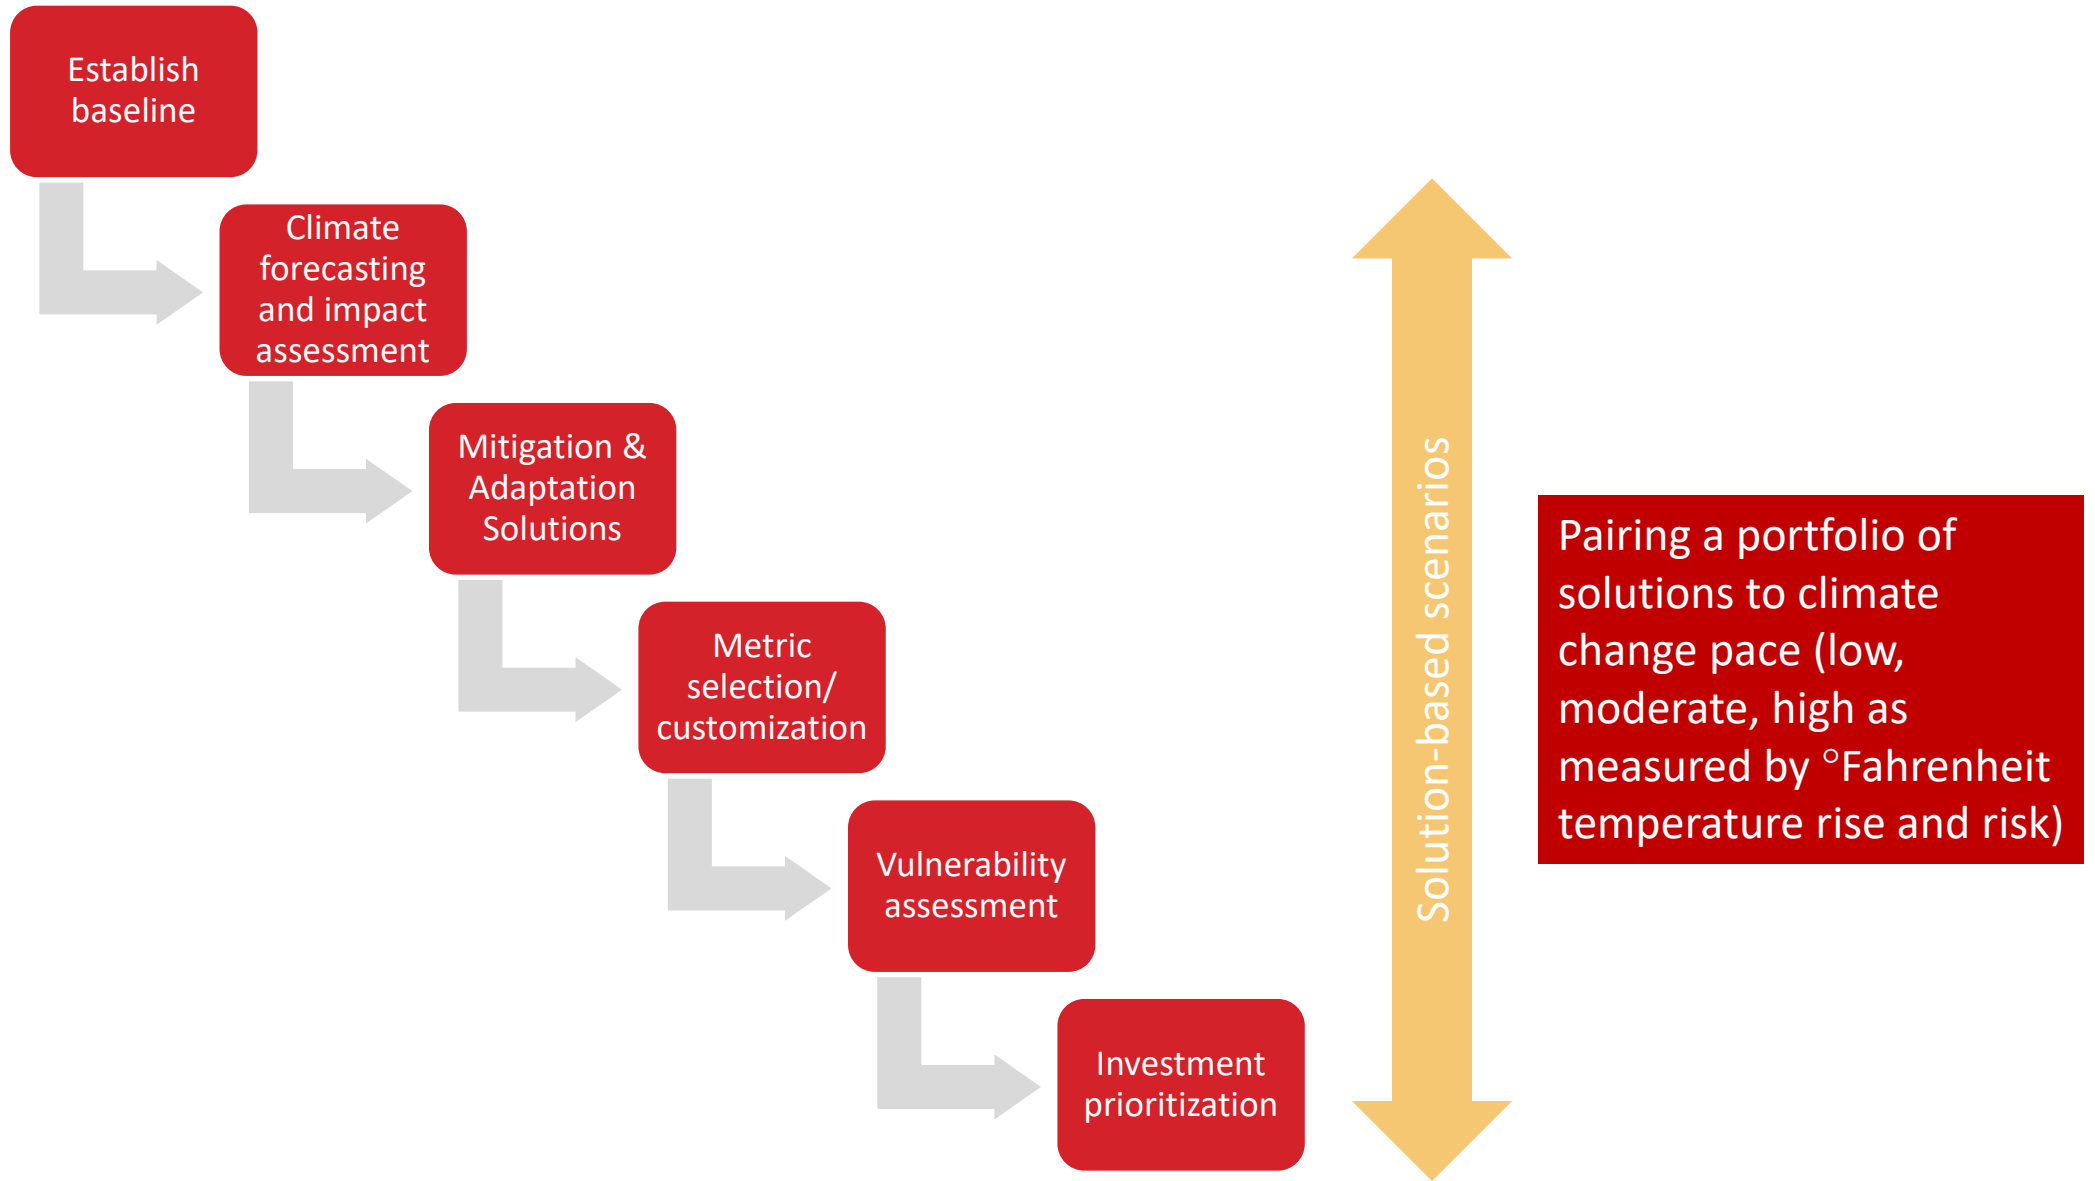 Establish
baseline
Climate
forecasting
and impact
assessment
Mitigation &
Adaptation
Solutions
Metric
selection/
customization
Vulnerability
assessment
Investment
prioritization
Solution-based scenarios
Pairing a portfolio of
solutions to climate
change pace (low,
moderate, high as
measured by °Fahrenheit
temperature rise and risk)